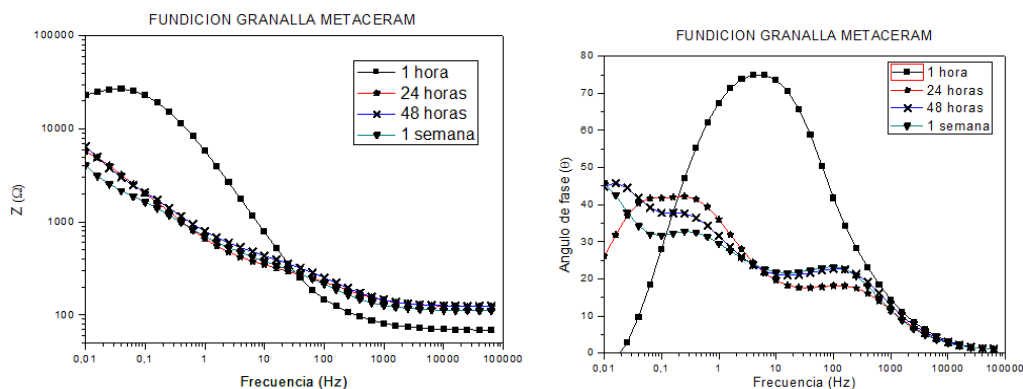 FUNDICION GRANALLA METACERAM
100000
10000
1000
100
Z (Ω)
1 hora
24 horas
48 horas
1 semana
0,01 0,1 1 10 100 1000 10000 100000
Frecuencia (Hz)
FUNDICION GRANALLA METACERAM
80
70
60
50
40
30
20
10
0
Angulo de fase (θ)
1 hora
24 horas
48 horas
1 semana
0,01 0,1 1 10 100 1000 10000 100000
Frecuencia (Hz)